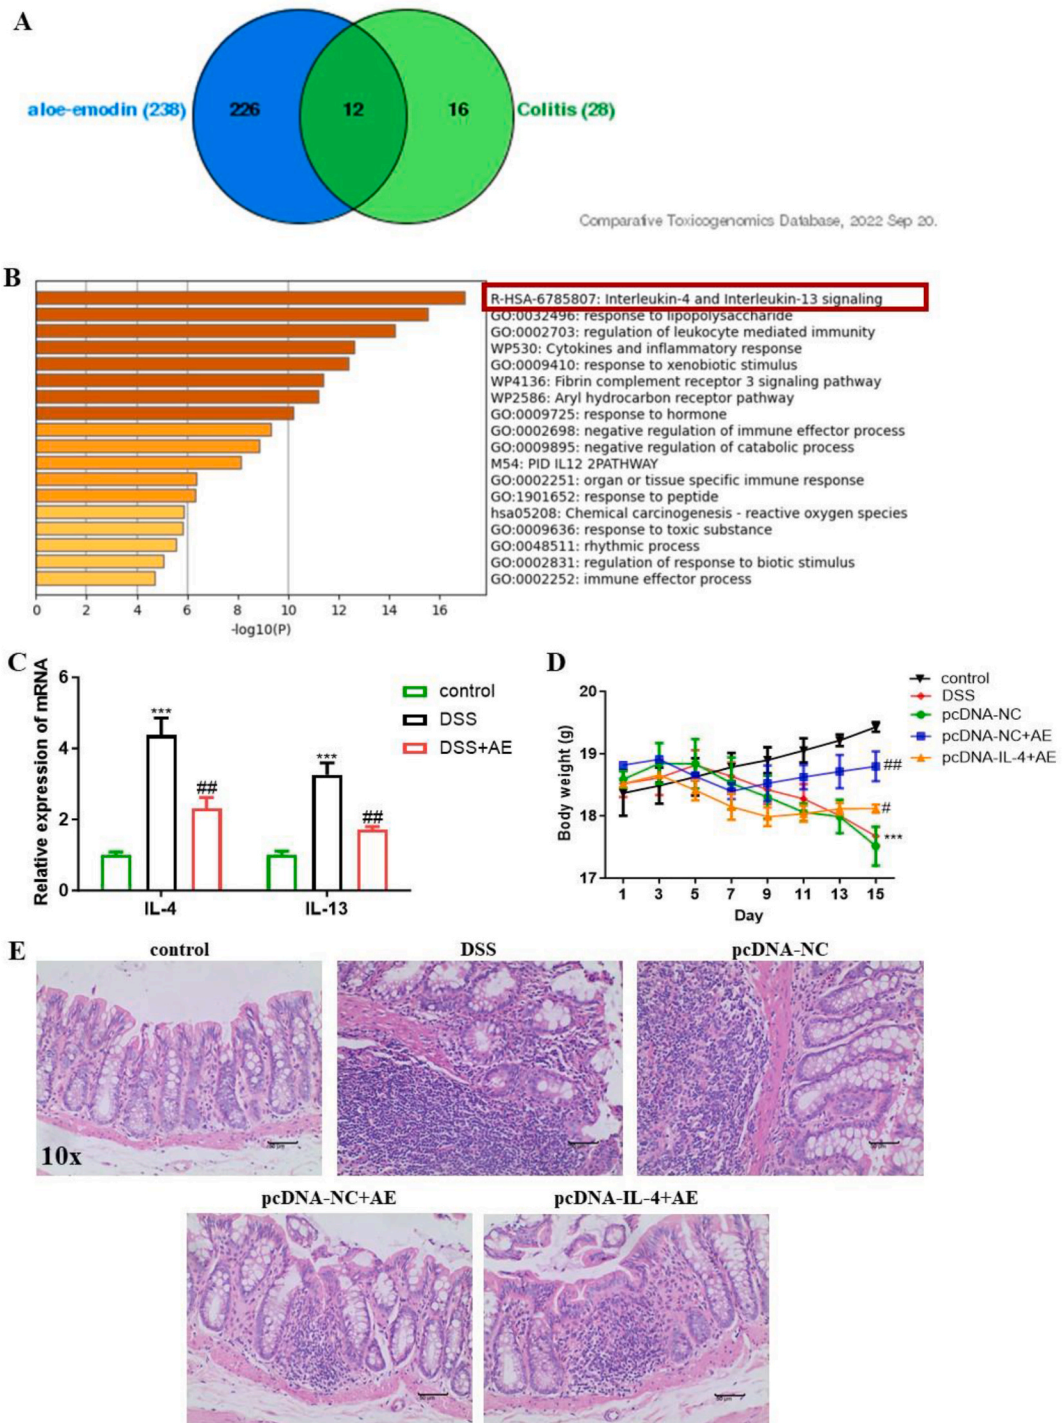 A
aloe-emodin (238)
226
12
16
Colitis (28)
Comparative Toxicogenomics Database, 2022 Sep 20.
B
R-HSA-6785807: Interleukin-4 and Interleukin-13 signaling
GO:0032496: response to lipopolysaccharide
GO:0002703: regulation of leukocyte mediated immunity
WP530: Cytokines and inflammatory response
GO:0009410: response to xenobiotic stimulus
WP4136: Fibrin complement receptor 3 signaling pathway
WP2586: Aryl hydrocarbon receptor pathway
GO:0009725: response to hormone
GO:0002698: negative regulation of immune effector process
GO:0009895: negative regulation of catabolic process
M54: PID IL12 2PATHWAY
GO:0002251: organ or tissue specific immune response
GO:1901652: response to peptide
hsa05208: Chemical carcinogenesis - reactive oxygen species
GO:0009636: response to toxic substance
GO:0048511: rhythmic process
GO:0002831: regulation of response to biotic stimulus
GO:0002252: immune effector process
0 2 4 6 8 10 12 14 16
-log10(P)
C
Relative expression of mRNA
6
4
2
0
***
##
***
##
IL-4 IL-13
control
DSS
DSS+AE
D
Body weight (g)
20
19
18
17
1 3 5 7 9 11 13 15
Day
##
#
***
control
DSS
pcDNA-NC
pcDNA-NC+AE
pcDNA-IL-4+AE
E
control DSS pcDNA-NC
10x
pcDNA-NC+AE pcDNA-IL-4+AE